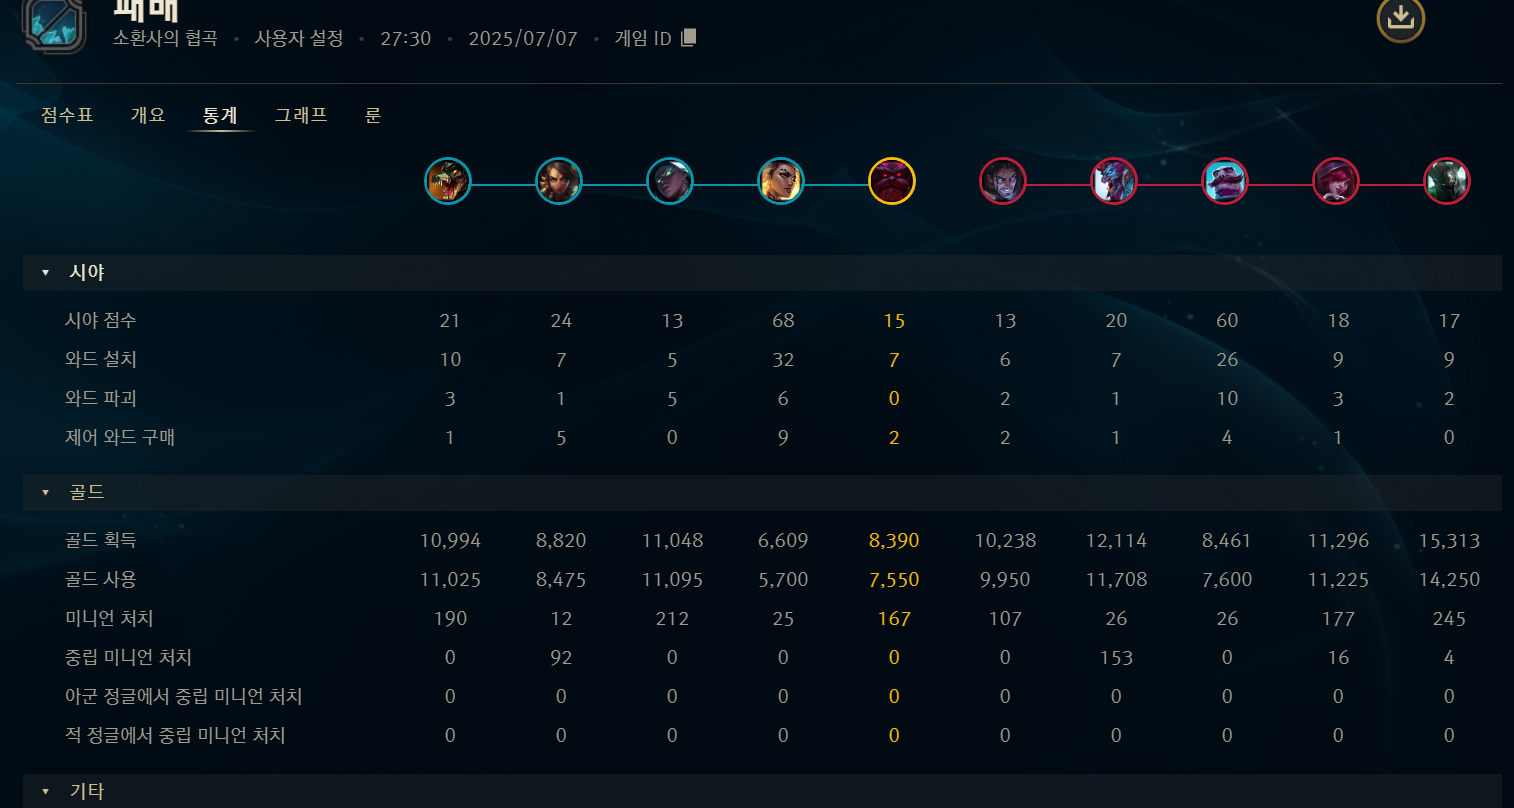 패배
소환사의 협곡 • 사용자 설정 • 27:30 • 2025/07/07 • 게임 ID
점수표 개요 통계 그래프 룬
시야
시야 점수 21 24 13 68 15 13 20 60 18 17
와드 설치 10 7 5 32 7 6 7 26 9 9
와드 파괴 3 1 5 6 0 2 1 10 3 2
제어 와드 구매 1 5 0 9 2 2 1 4 1 0
골드
골드 획득 10,994 8,820 11,048 6,609 8,390 10,238 12,114 8,461 11,296 15,313
골드 사용 11,025 8,475 11,095 5,700 7,550 9,950 11,708 7,600 11,225 14,250
미니언 처치 190 12 212 25 167 107 26 26 177 245
중립 미니언 처치 0 92 0 0 0 0 153 0 16 4
아군 정글에서 중립 미니언 처치 0 0 0 0 0 0 0 0 0 0
적 정글에서 중립 미니언 처치 0 0 0 0 0 0 0 0 0 0
기타